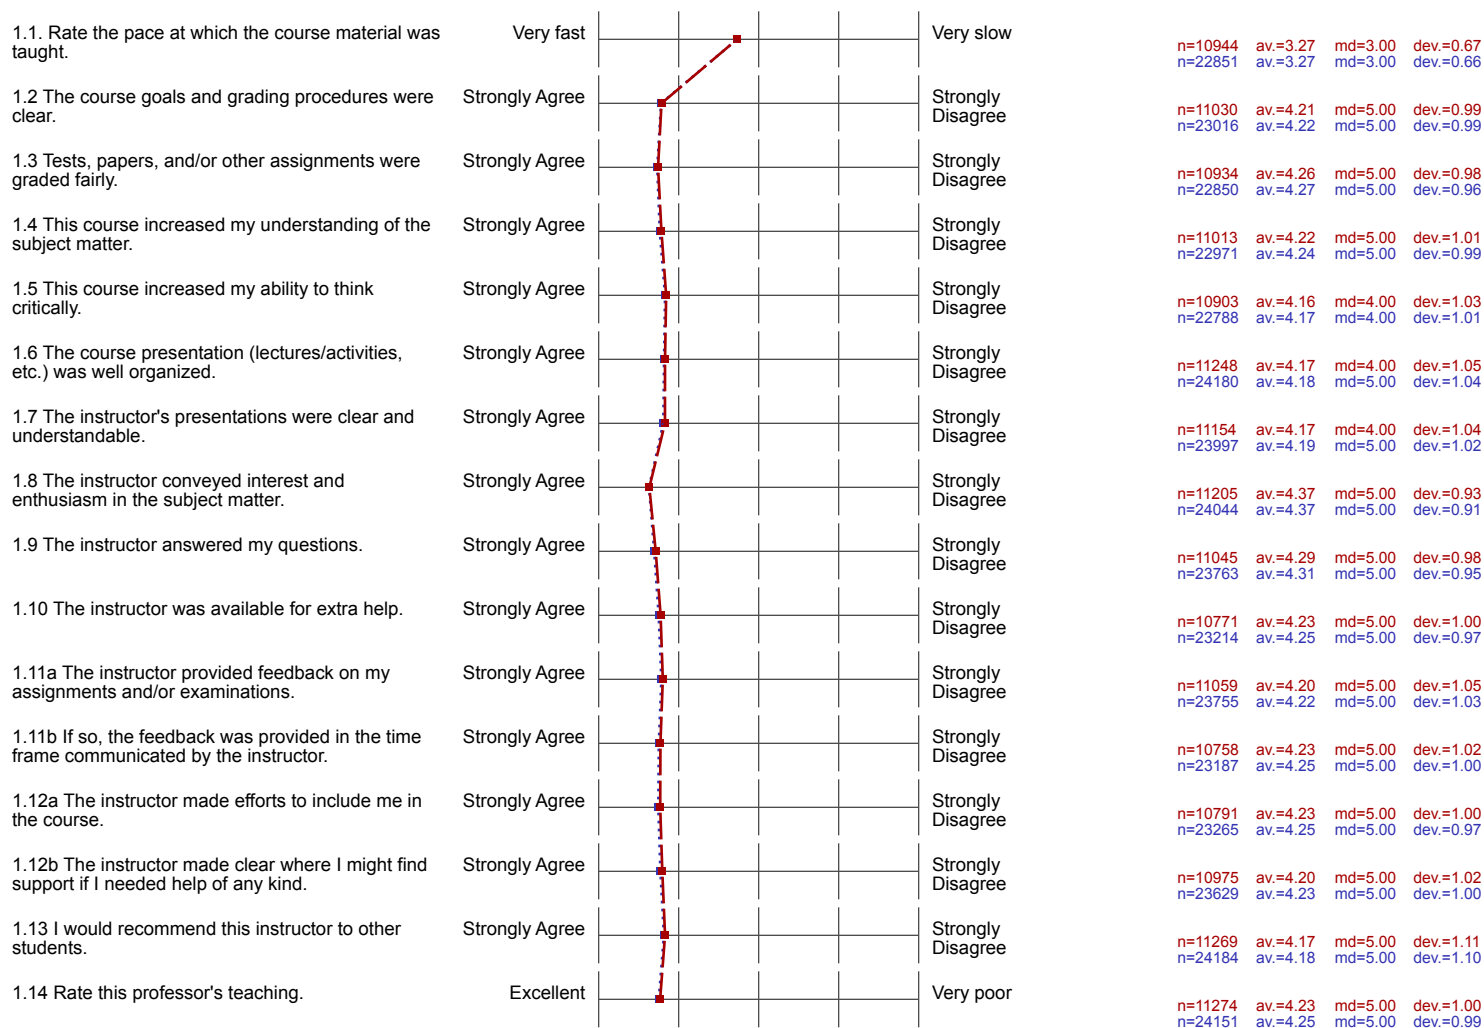 1.1. Rate the pace at which the course material was
taught.
Very fast
Very slow
n=10944 av.=3.27 md=3.00 dev.=0.67
n=22851 av.=3.27 md=3.00 dev.=0.66
1.2 The course goals and grading procedures were
clear.
Strongly Agree
Strongly
Disagree
n=11030 av.=4.21 md=5.00 dev.=0.99
n=23016 av.=4.22 md=5.00 dev.=0.99
1.3 Tests, papers, and/or other assignments were
graded fairly.
Strongly Agree
Strongly
Disagree
n=10934 av.=4.26 md=5.00 dev.=0.98
n=22850 av.=4.27 md=5.00 dev.=0.96
1.4 This course increased my understanding of the
subject matter.
Strongly Agree
Strongly
Disagree
n=11013 av.=4.22 md=5.00 dev.=1.01
n=22971 av.=4.24 md=5.00 dev.=0.99
1.5 This course increased my ability to think
critically.
Strongly Agree
Strongly
Disagree
n=10903 av.=4.16 md=4.00 dev.=1.03
n=22788 av.=4.17 md=4.00 dev.=1.01
1.6 The course presentation (lectures/activities,
etc.) was well organized.
Strongly Agree
Strongly
Disagree
n=11248 av.=4.17 md=4.00 dev.=1.05
n=24180 av.=4.18 md=5.00 dev.=1.04
1.7 The instructor's presentations were clear and
understandable.
Strongly Agree
Strongly
Disagree
n=11154 av.=4.17 md=4.00 dev.=1.04
n=23997 av.=4.19 md=5.00 dev.=1.02
1.8 The instructor conveyed interest and
enthusiasm in the subject matter.
Strongly Agree
Strongly
Disagree
n=11205 av.=4.37 md=5.00 dev.=0.93
n=24044 av.=4.37 md=5.00 dev.=0.91
1.9 The instructor answered my questions.
Strongly Agree
Strongly
Disagree
n=11045 av.=4.29 md=5.00 dev.=0.98
n=23763 av.=4.31 md=5.00 dev.=0.95
1.10 The instructor was available for extra help.
Strongly Agree
Strongly
Disagree
n=10771 av.=4.23 md=5.00 dev.=1.00
n=23214 av.=4.25 md=5.00 dev.=0.97
1.11a The instructor provided feedback on my
assignments and/or examinations.
Strongly Agree
Strongly
Disagree
n=11059 av.=4.20 md=5.00 dev.=1.05
n=23755 av.=4.22 md=5.00 dev.=1.03
1.11b If so, the feedback was provided in the time
frame communicated by the instructor.
Strongly Agree
Strongly
Disagree
n=10758 av.=4.23 md=5.00 dev.=1.02
n=23187 av.=4.25 md=5.00 dev.=1.00
1.12a The instructor made efforts to include me in
the course.
Strongly Agree
Strongly
Disagree
n=10791 av.=4.23 md=5.00 dev.=1.00
n=23265 av.=4.25 md=5.00 dev.=0.97
1.12b The instructor made clear where I might find
support if I needed help of any kind.
Strongly Agree
Strongly
Disagree
n=10975 av.=4.20 md=5.00 dev.=1.02
n=23629 av.=4.23 md=5.00 dev.=1.00
1.13 I would recommend this instructor to other
students.
Strongly Agree
Strongly
Disagree
n=11269 av.=4.17 md=5.00 dev.=1.11
n=24184 av.=4.18 md=5.00 dev.=1.10
1.14 Rate this professor's teaching.
Excellent
Very poor
n=11274 av.=4.23 md=5.00 dev.=1.00
n=24151 av.=4.25 md=5.00 dev.=0.99